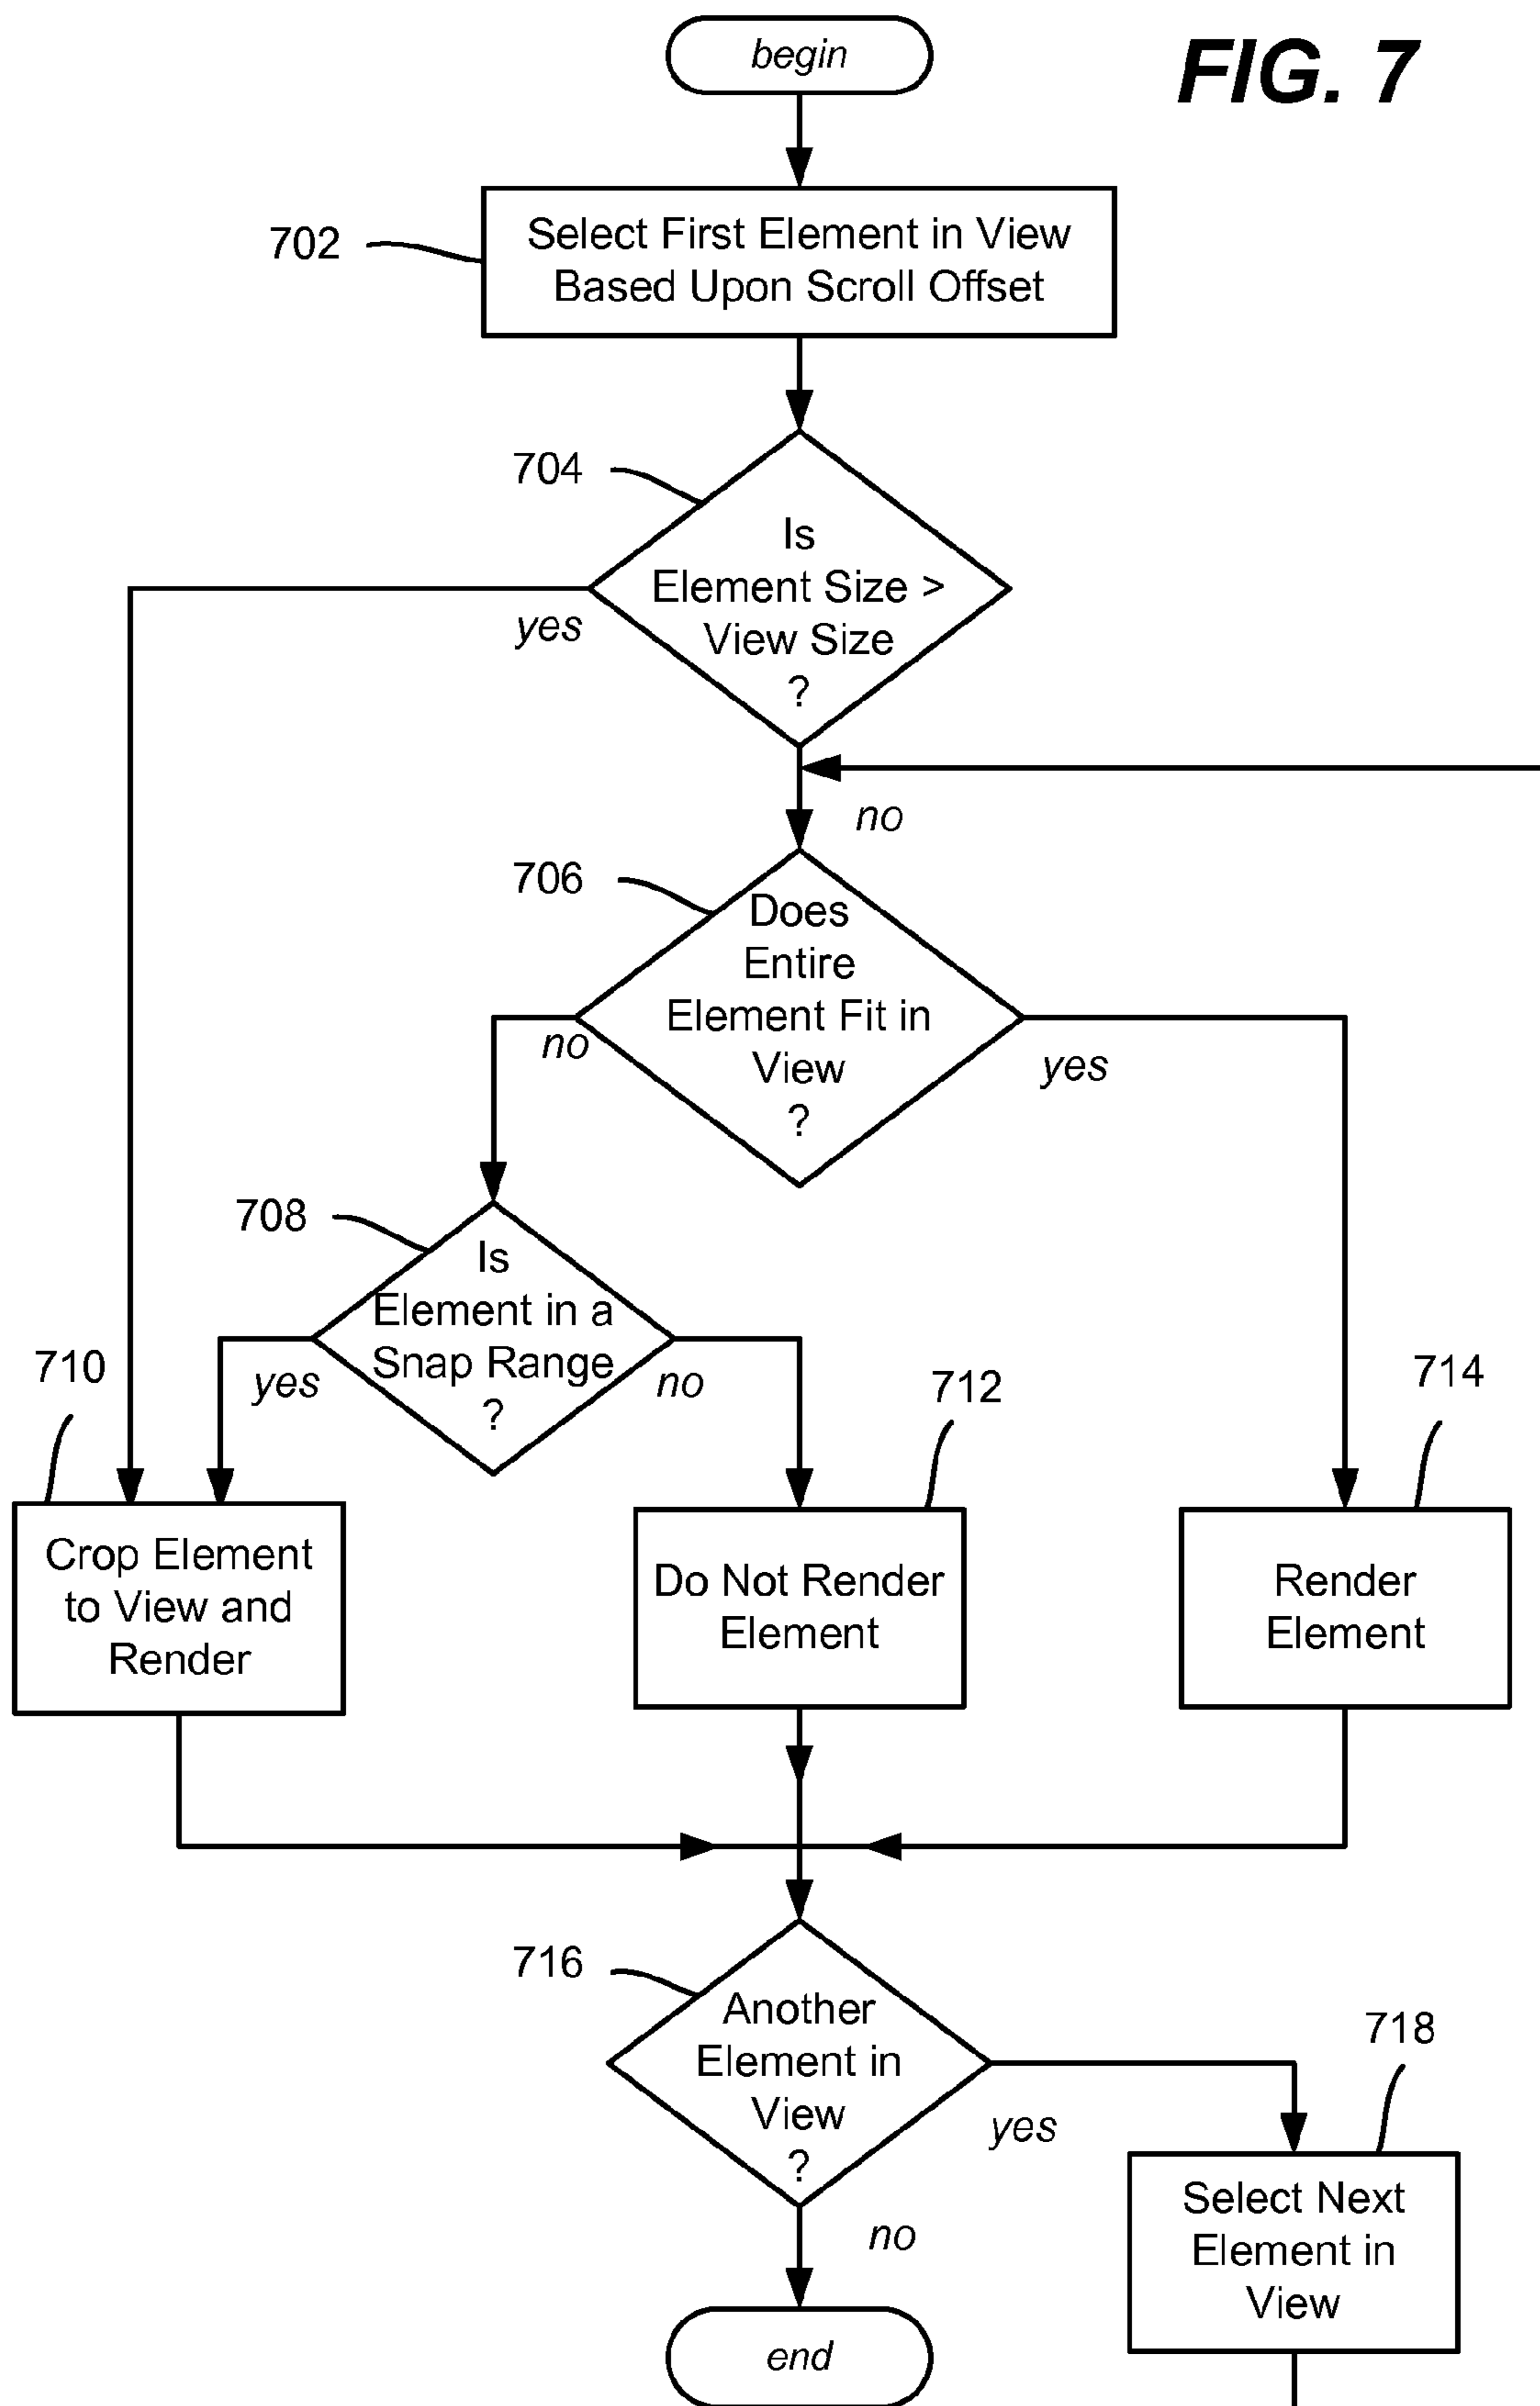 begin
FIG. 7
702
Select First Element in View
Based Upon Scroll Offset
704
Is
Element Size >
View Size
?
yes
no
706
Does
Entire
Element Fit in
View
?
no
yes
708
Is
Element in a
Snap Range
?
yes
no
710
712
714
Crop Element
to View and
Render
Do Not Render
Element
Render
Element
716
Another
Element in
View
?
yes
718
no
Select Next
Element in
View
end